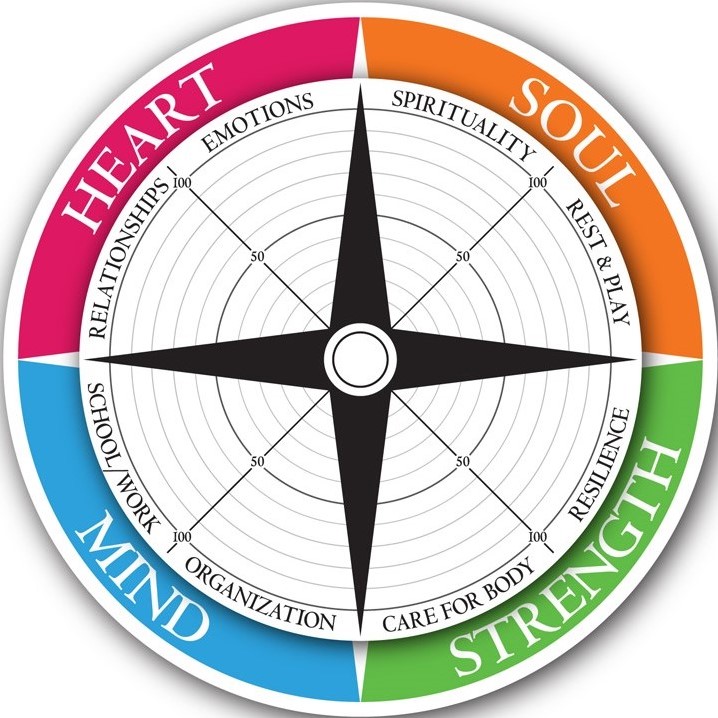 HEART
SOUL
EMOTIONS
SPIRITUALITY
RELATIONSHIPS
REST & PLAY
100
100
50
50
SCHOOL/WORK
RESILIENCE
50
50
100
100
ORGANIZATION
CARE FOR BODY
MIND
STRENGTH